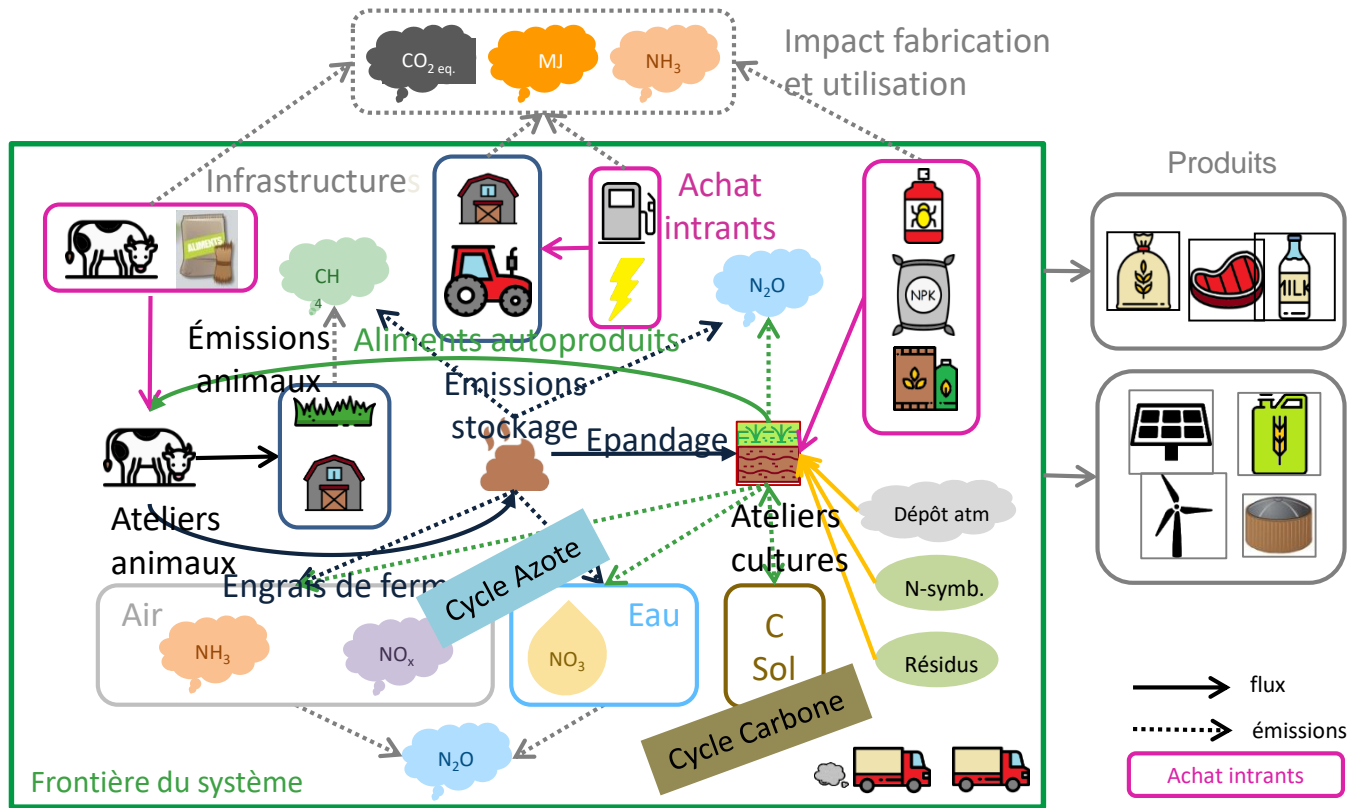 CO2 eq.
MJ
NH3
Impact fabrication
et utilisation
Produits
Infrastructures
Achat
intrants
ALIMENTS
CH
4
N2O
NPK
MILK
Émissions
animaux
Aliments autoproduits
Émissions
stockage
Epandage
Ateliers
animaux
Ateliers
cultures
Dépôt atm
Engrais de ferm
Cycle Azote
N-symb.
Air
Eau
C
Sol
NH3
NOx
NO3
Résidus
Cycle Carbone
N2O
Frontière du système
flux
émissions
Achat intrants